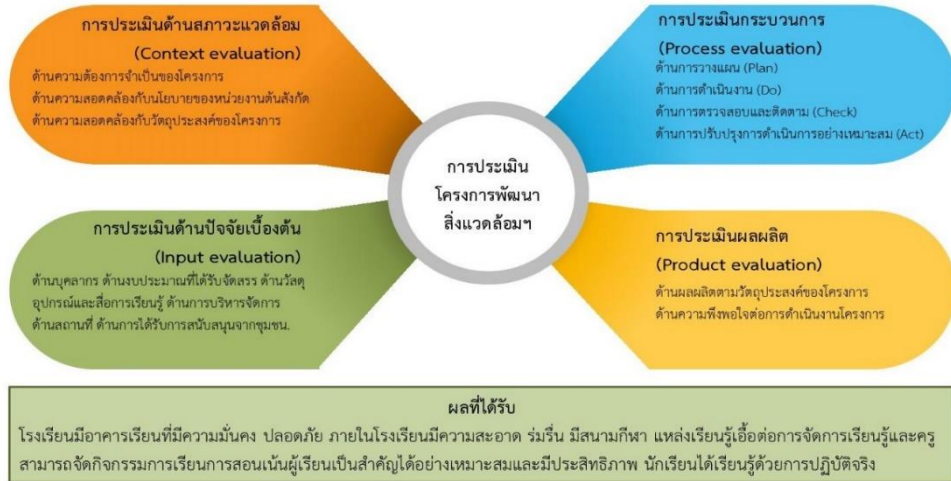 การประเมินด้านสภาวะแวดล้อม
(Context evaluation)
ด้านความต้องการจำเป็นของโครงการ
ด้านความสอดคล้องกับนโยบายของหน่วยงานต้นสังกัด
ด้านความสอดคล้องกับวัตถุประสงค์ของโครงการ
การประเมินกระบวนการ
(Process evaluation)
ด้านการวางแผน (Plan)
ด้านการดำเนินงาน (Do)
ด้านการตรวจสอบและติดตาม (Check)
ด้านการปรับปรุงการดำเนินการอย่างเหมาะสม (Act)
การประเมิน
โครงการพัฒนา
สิ่งแวดล้อมฯ
การประเมินด้านปัจจัยเบื้องต้น
(Input evaluation)
ด้านบุคลากร ด้านงบประมาณที่ได้รับจัดสรร ด้านวัสดุ
อุปกรณ์และสื่อการเรียนรู้ ด้านการบริหารจัดการ
ด้านสถานที่ ด้านการได้รับการสนับสนุนจากชุมชน.
การประเมินผลผลิต
(Product evaluation)
ด้านผลผลิตตามวัตถุประสงค์ของโครงการ
ด้านความพึงพอใจต่อการดำเนินงานโครงการ
ผลที่ได้รับ
โรงเรียนมีอาคารเรียนที่มีความมั่นคง ปลอดภัย ภายในโรงเรียนมีความสะอาด ร่มรื่น มีสนามกีฬา แหล่งเรียนรู้เอื้อต่อการจัดการเรียนรู้และครู
สามารถจัดกิจกรรมการเรียนการสอนเน้นผู้เรียนเป็นสำคัญได้อย่างเหมาะสมและมีประสิทธิภาพ นักเรียนได้เรียนรู้ด้วยการปฏิบัติจริง